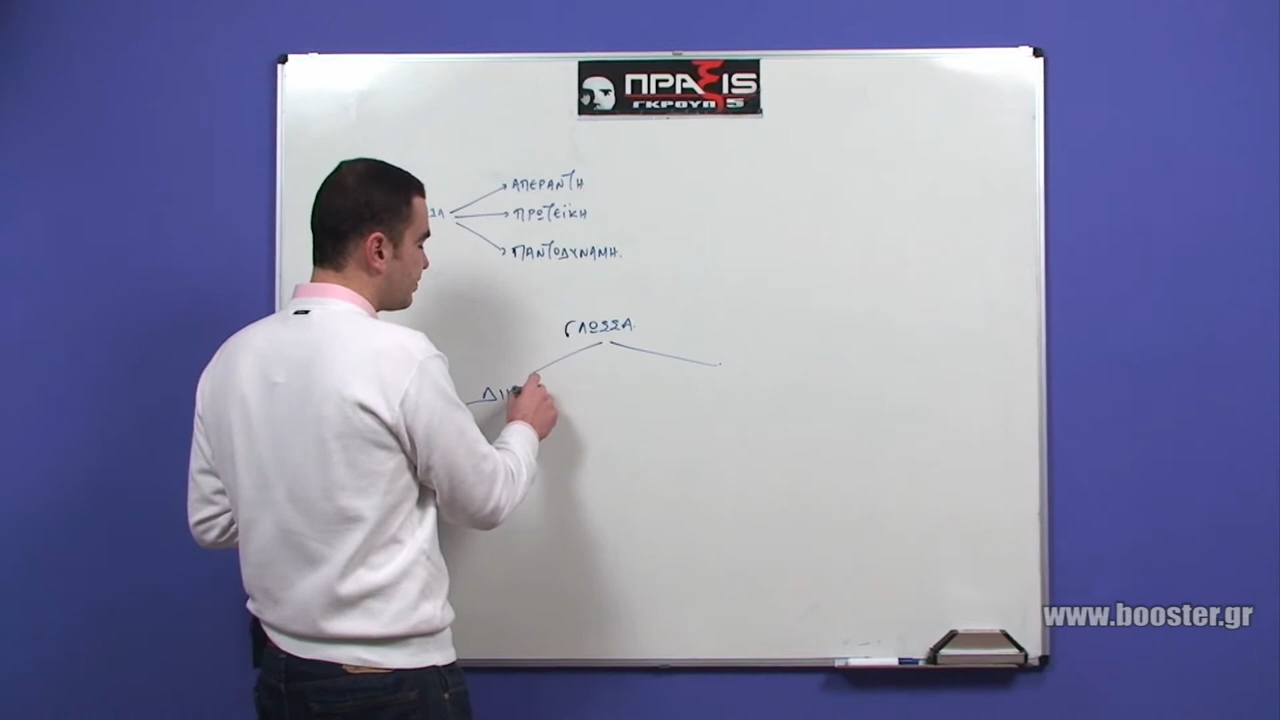 ΠΡΑΞΙS
ΓΚΡΟΥΠ 5
ΑΠΕΡΑΝΤΗ
ΠΡΩΤΕΪΚΗ
ΠΑΝΤΟΔΥΝΑΜΗ.
ΓΛΩΣΣΑ.
www.booster.gr